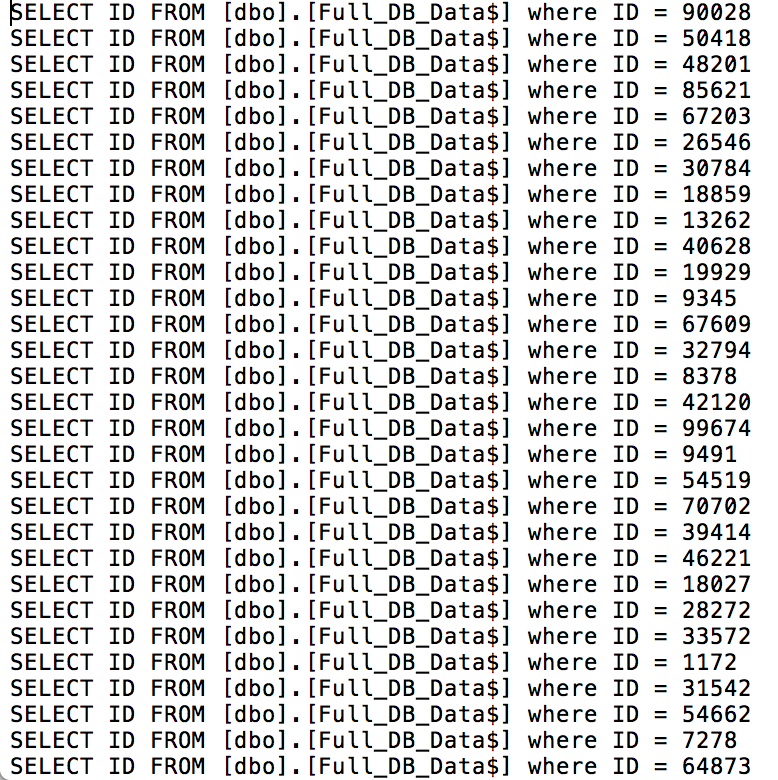 SELECT ID FROM [dbo].[Full_DB_Data$] where ID = 90028
SELECT ID FROM [dbo].[Full_DB_Data$] where ID = 50418
SELECT ID FROM [dbo].[Full_DB_Data$] where ID = 48201
SELECT ID FROM [dbo].[Full_DB_Data$] where ID = 85621
SELECT ID FROM [dbo].[Full_DB_Data$] where ID = 67203
SELECT ID FROM [dbo].[Full_DB_Data$] where ID = 26546
SELECT ID FROM [dbo].[Full_DB_Data$] where ID = 30784
SELECT ID FROM [dbo].[Full_DB_Data$] where ID = 18859
SELECT ID FROM [dbo].[Full_DB_Data$] where ID = 13262
SELECT ID FROM [dbo].[Full_DB_Data$] where ID = 40628
SELECT ID FROM [dbo].[Full_DB_Data$] where ID = 19929
SELECT ID FROM [dbo].[Full_DB_Data$] where ID = 9345
SELECT ID FROM [dbo].[Full_DB_Data$] where ID = 67609
SELECT ID FROM [dbo].[Full_DB_Data$] where ID = 32794
SELECT ID FROM [dbo].[Full_DB_Data$] where ID = 8378
SELECT ID FROM [dbo].[Full_DB_Data$] where ID = 42120
SELECT ID FROM [dbo].[Full_DB_Data$] where ID = 99674
SELECT ID FROM [dbo].[Full_DB_Data$] where ID = 9491
SELECT ID FROM [dbo].[Full_DB_Data$] where ID = 54519
SELECT ID FROM [dbo].[Full_DB_Data$] where ID = 70702
SELECT ID FROM [dbo].[Full_DB_Data$] where ID = 39414
SELECT ID FROM [dbo].[Full_DB_Data$] where ID = 46221
SELECT ID FROM [dbo].[Full_DB_Data$] where ID = 18027
SELECT ID FROM [dbo].[Full_DB_Data$] where ID = 28272
SELECT ID FROM [dbo].[Full_DB_Data$] where ID = 33572
SELECT ID FROM [dbo].[Full_DB_Data$] where ID = 1172
SELECT ID FROM [dbo].[Full_DB_Data$] where ID = 31542
SELECT ID FROM [dbo].[Full_DB_Data$] where ID = 54662
SELECT ID FROM [dbo].[Full_DB_Data$] where ID = 7278
SELECT ID FROM [dbo].[Full_DB_Data$] where ID = 64873